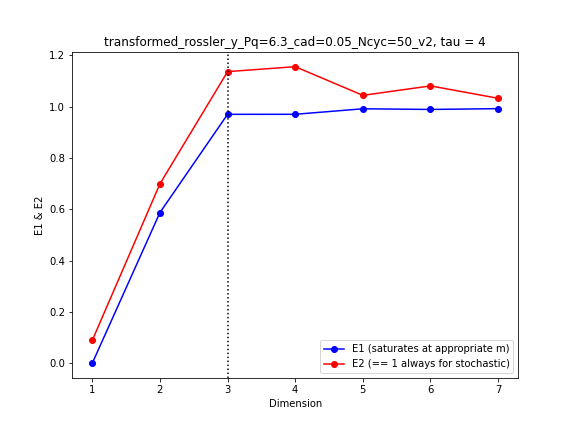 transformed_rossler_y_Pq=6.3_cad=0.05_Ncyc=50_v2, tau = 4
1.2
1.0
0.8
0.6
0.4
0.2
0.0
E1 & E2
E1 (saturates at appropriate m)
E2 (== 1 always for stochastic)
1 2 3 4 5 6 7
Dimension